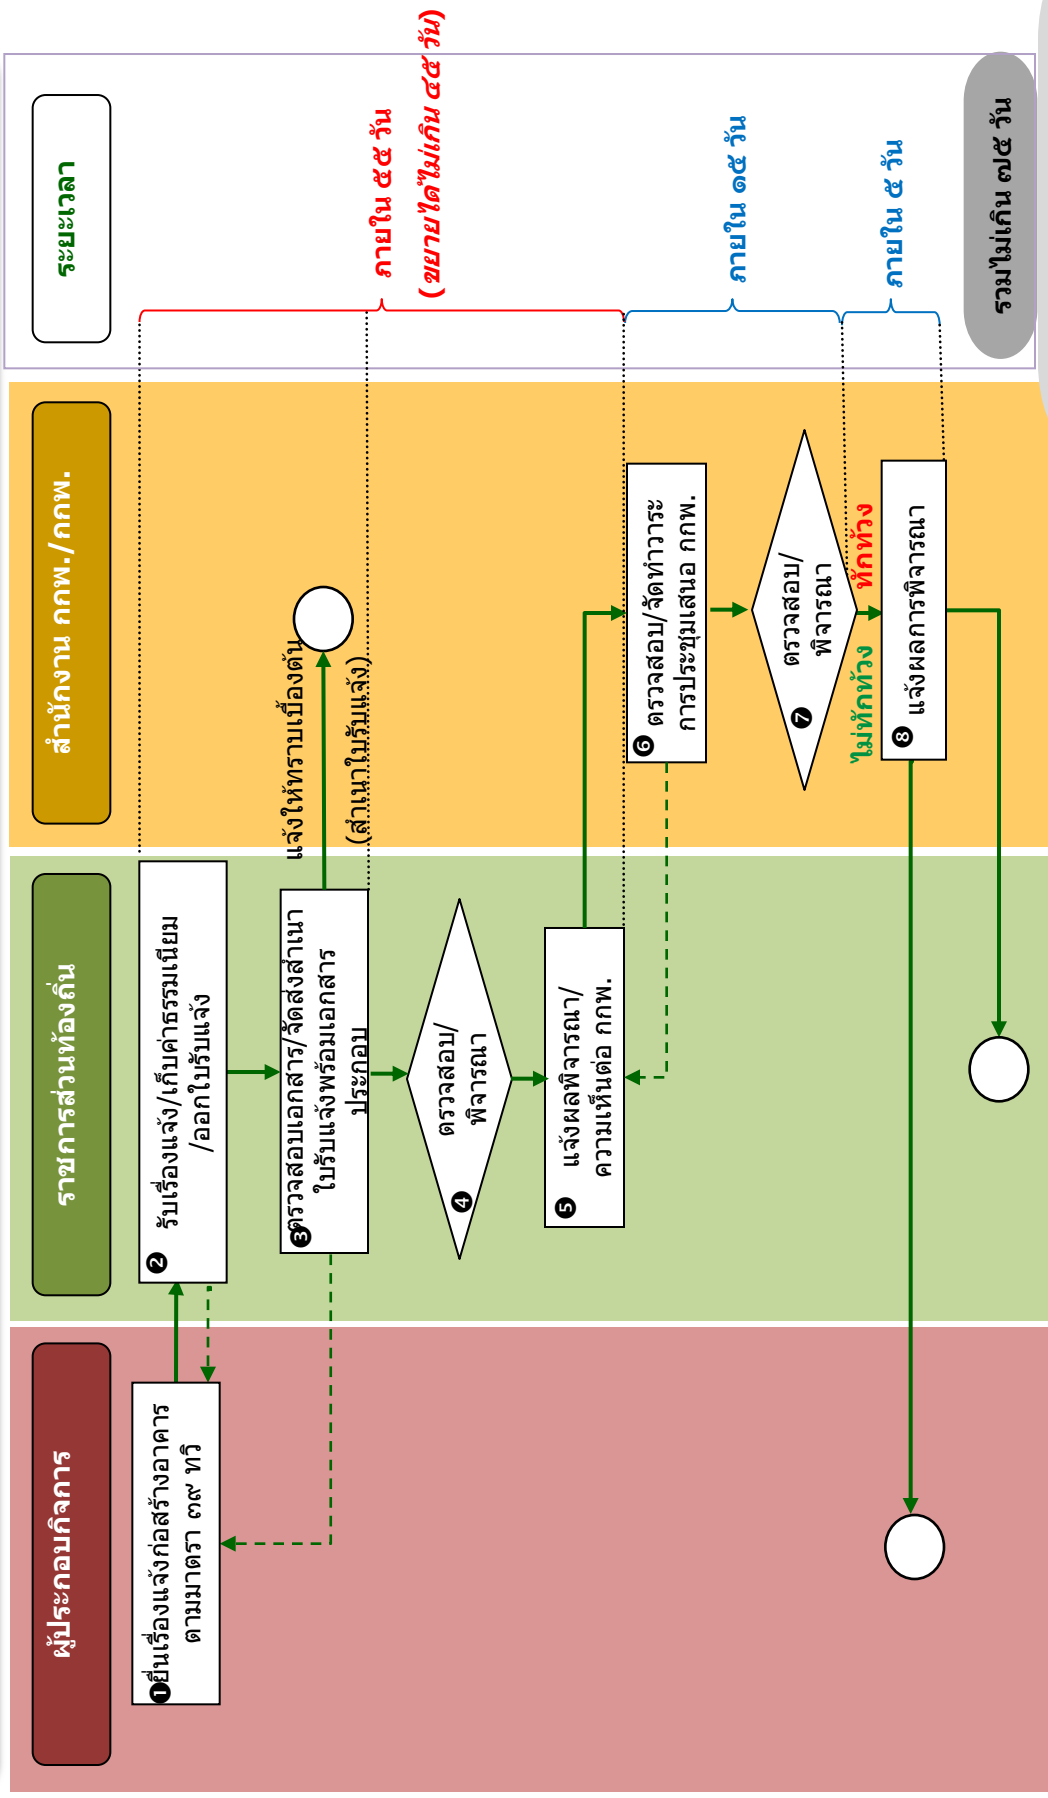 ผู้ประกอบกิจการ
ราชการส่วนท้องถิ่น
สำนักงาน กกพ./กกพ.
ระยะเวลา
❶ยื่นเรื่องแจ้งก่อสร้างอาคาร
ตามมาตรา ๓๙ ทวิ
❷ รับเรื่องแจ้ง/เก็บค่าธรรมเนียม
/ออกใบรับแจ้ง
❸ตรวจสอบเอกสาร/จัดส่งสำเนา
ใบรับแจ้งพร้อมเอกสาร
ประกอบ
แจ้งให้ทราบเบื้องต้น
(สำเนาใบรับแจ้ง)
ภายใน ๕๕ วัน
(ขยายได้ไม่เกิน ๔๕ วัน)
❹ ตรวจสอบ/
พิจารณา
❺ แจ้งผลพิจารณา/
ความเห็นต่อ กกพ.
❻ ตรวจสอบ/จัดทำวาระ
การประชุมเสนอ กกพ.
ภายใน ๑๕ วัน
❼ ตรวจสอบ/
พิจารณา
ไม่ทักท้วง
ทักท้วง
❽ แจ้งผลการพิจารณา
ภายใน ๕ วัน
รวมไม่เกิน ๗๕ วัน